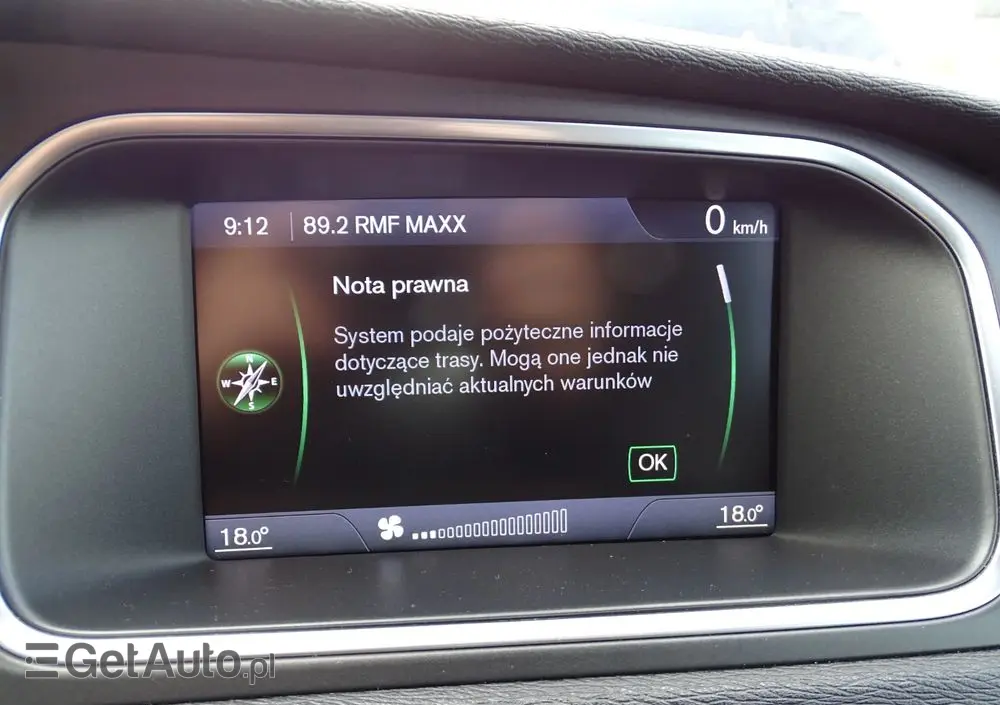 9:12 89.2 RMF MAXX 0 km/h
Nota prawna
System podaje pożyteczne informacje
dotyczące trasy. Mogą one jednak nie
uwzględniać aktualnych warunków
N
W E
S
OK
18.0° 18.0°
GetAuto.pl